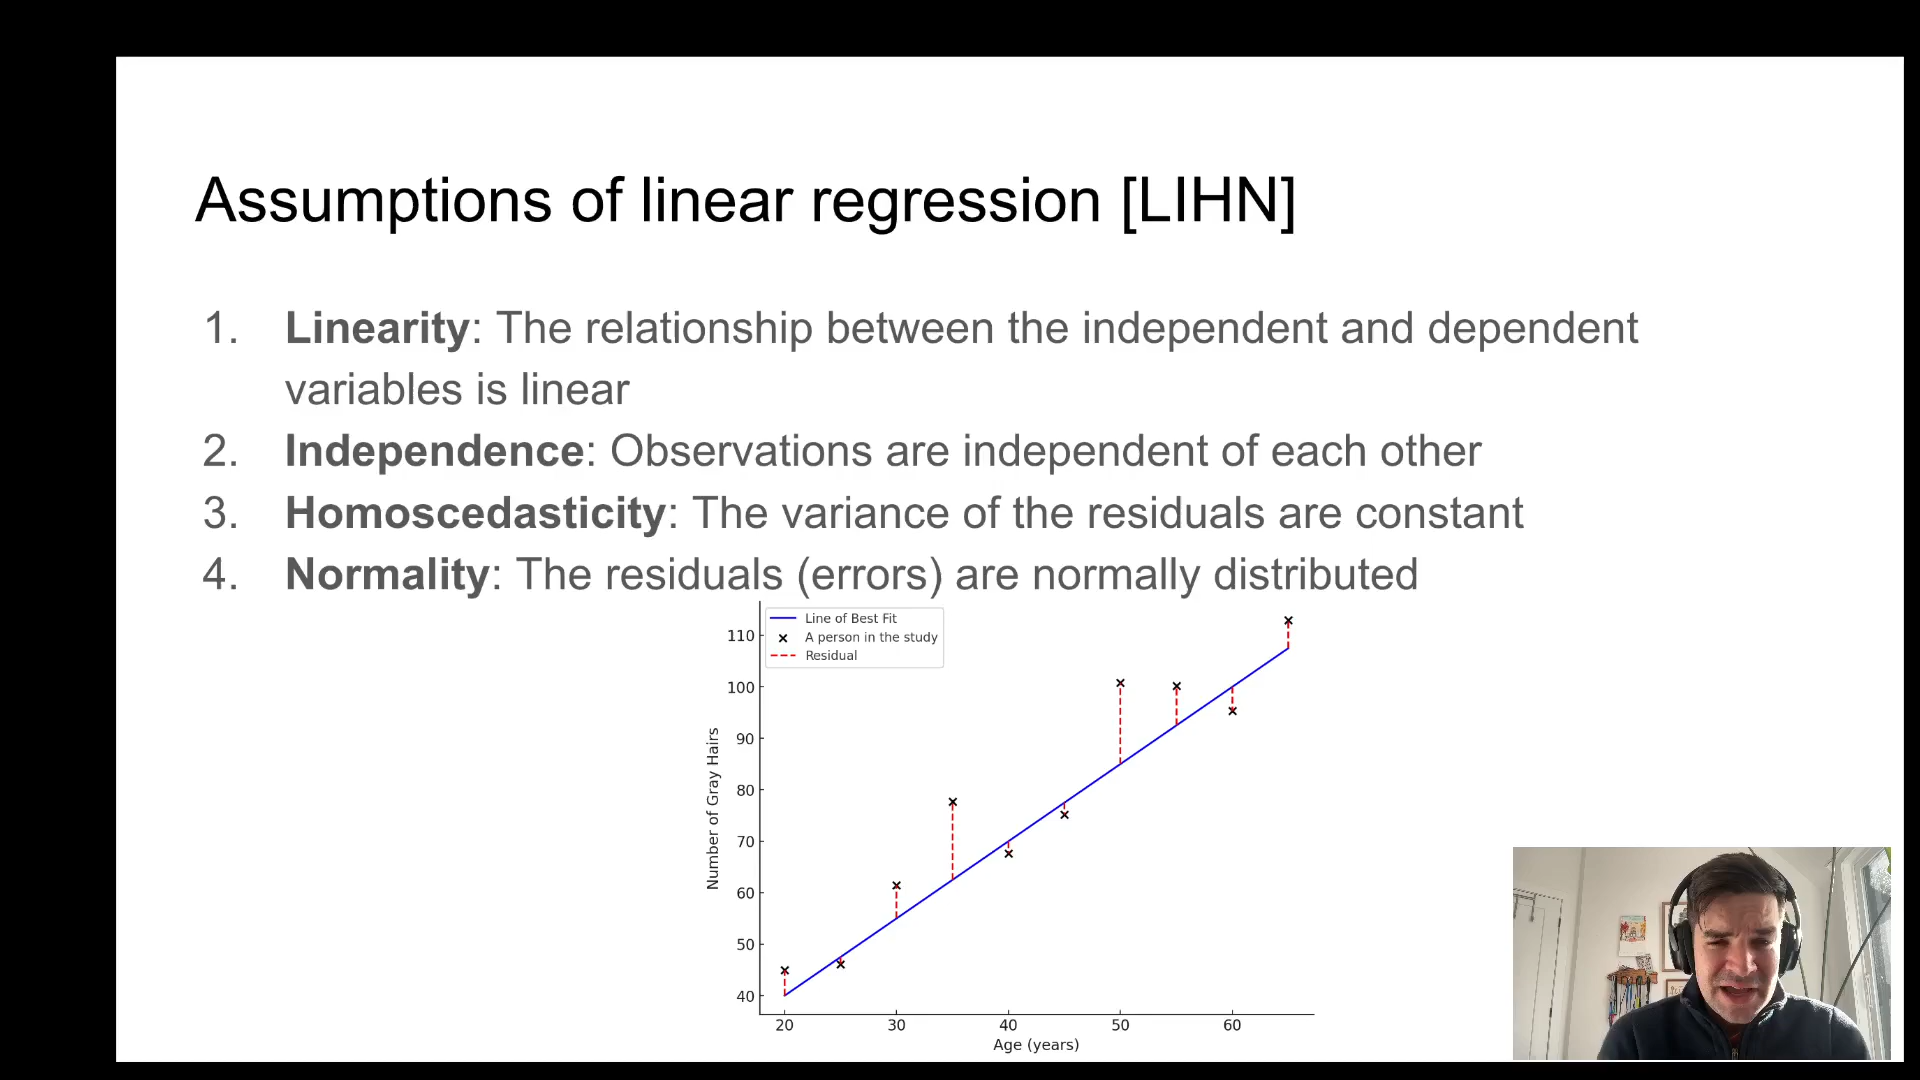 Assumptions of linear regression [LIHN]
1. Linearity: The relationship between the independent and dependent
variables is linear
2. Independence: Observations are independent of each other
3. Homoscedasticity: The variance of the residuals are constant
4. Normality: The residuals (errors) are normally distributed
Line of Best Fit
A person in the study
Residual
110
100
90
80
70
60
50
40
Number of Gray Hairs
20 30 40 50 60
Age (years)